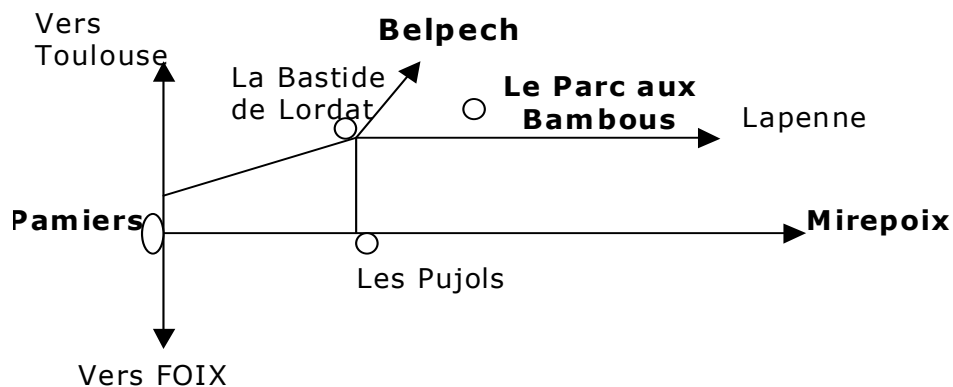 Vers
Toulouse
Belpech
La Bastide
de Lordat
Le Parc aux
Bambous
Lapenne
Pamiers
Mirepoix
Les Pujols
Vers FOIX